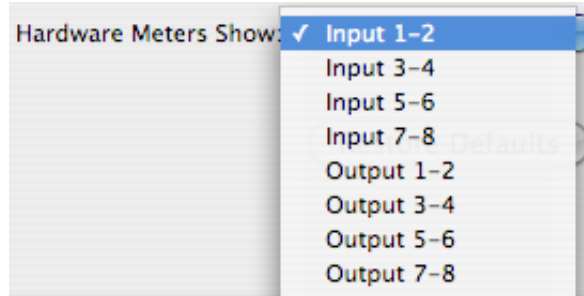 Hardware Meters Show: ✓ Input 1-2
Input 3-4
Input 5-6
Input 7-8
Defaults
Output 1-2
Output 3-4
Output 5-6
Output 7-8